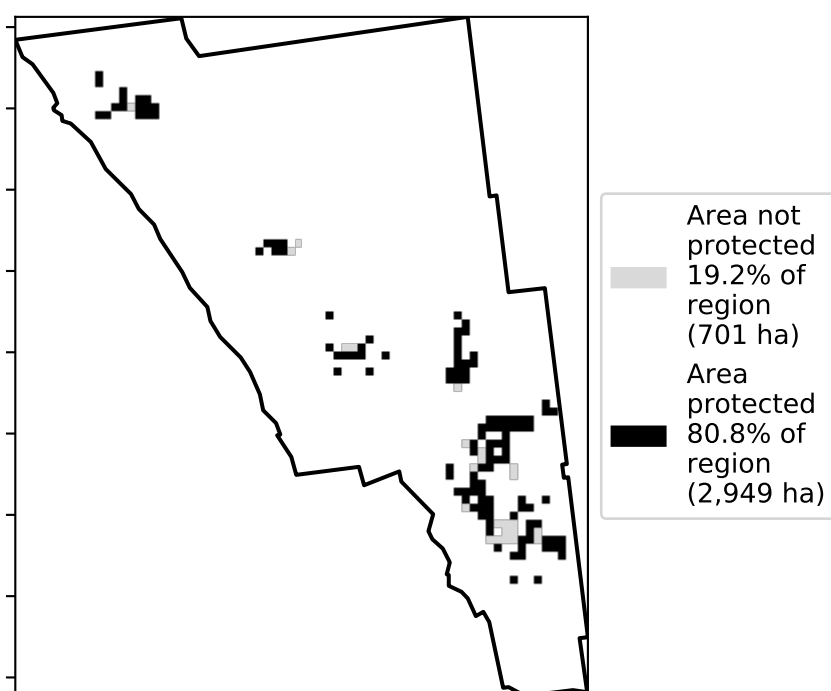 Area not
protected
19.2% of
region
(701 ha)
Area
protected
80.8% of
region
(2,949 ha)